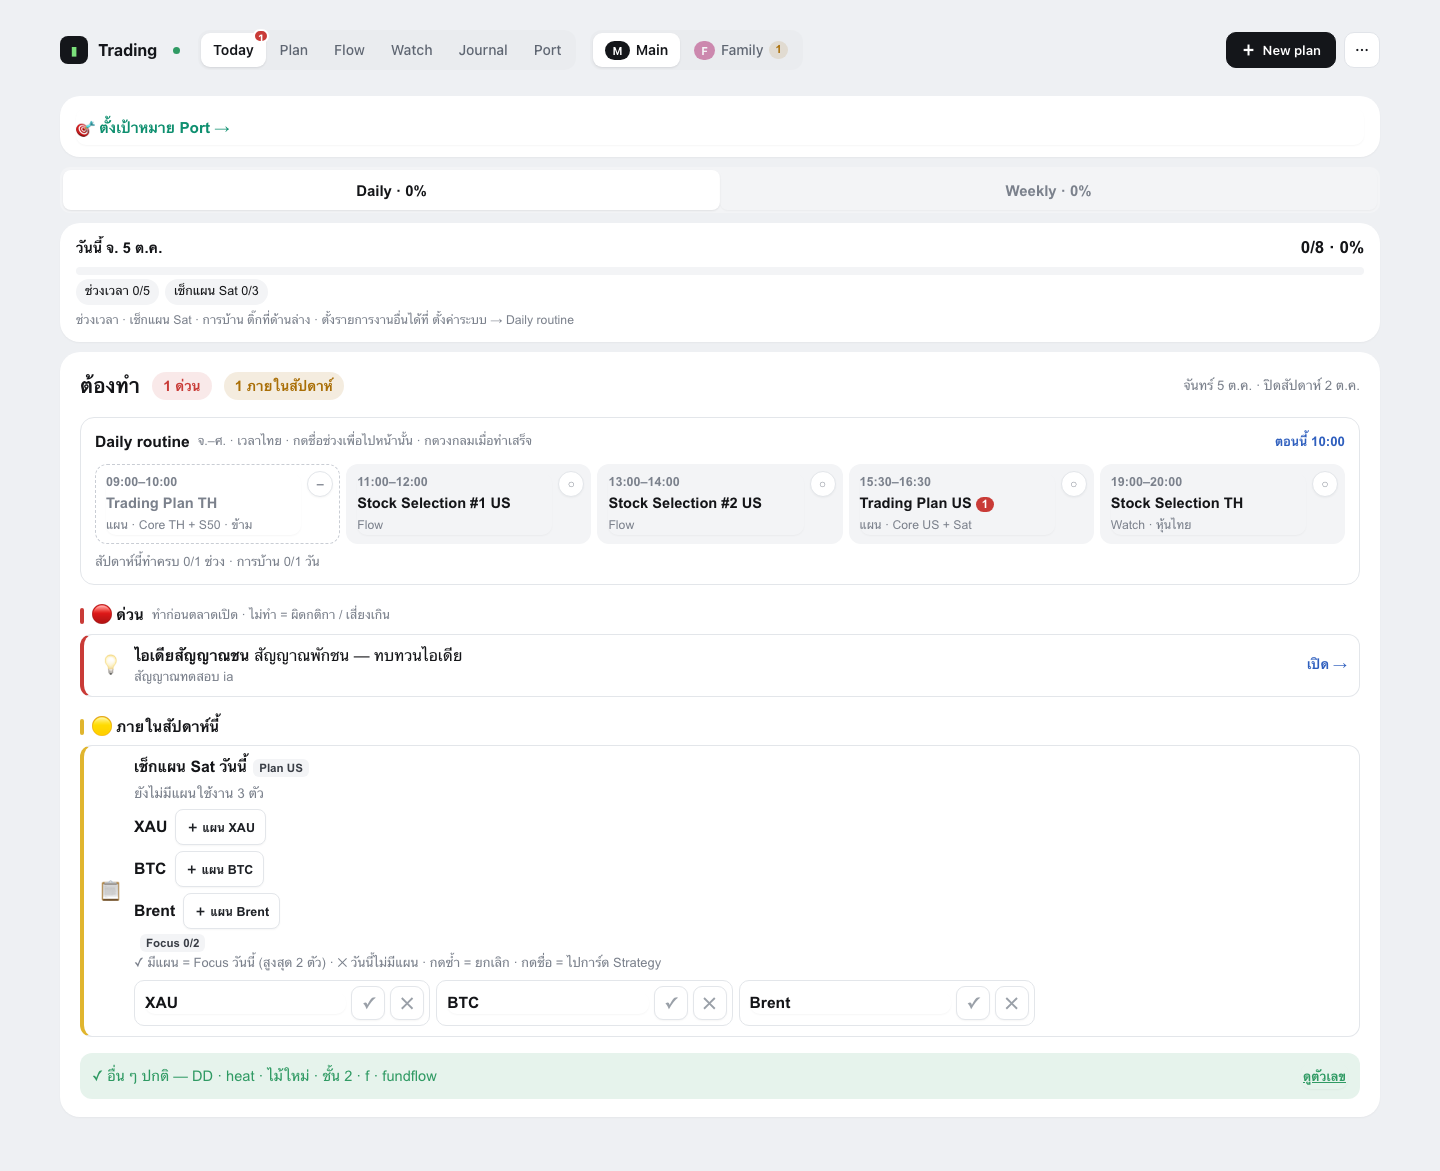 Trading
Today 1 Plan Flow Watch Journal Port
M Main F Family 1
+ New plan ...
🎯 ตั้งเป้าหมาย Port →
Daily · 0% Weekly · 0%
วันนี้ จ. 5 ต.ค. 0/8 · 0%
ช่วงเวลา 0/5 เช็กแผน Sat 0/3
ช่วงเวลา · เช็กแผน Sat · การบ้าน ติ๊กที่ด้านล่าง · ตั้งรายการงานอื่นได้ที่ ตั้งค่าระบบ → Daily routine
ต้องทำ 1 ด่วน 1 ภายในสัปดาห์ จันทร์ 5 ต.ค. · ปิดสัปดาห์ 2 ต.ค.
Daily routine จ.–ศ. · เวลาไทย · กดชื่อช่วงเพื่อไปหน้านั้น · กดวงกลมเมื่อทำเสร็จ ตอนนี้ 10:00
09:00–10:00 –
Trading Plan TH
แผน · Core TH + S50 · ข้าม
11:00–12:00 ○
Stock Selection #1 US
Flow
13:00–14:00 ○
Stock Selection #2 US
Flow
15:30–16:30 ○
Trading Plan US 1
แผน · Core US + Sat
19:00–20:00 ○
Stock Selection TH
Watch · หุ้นไทย
สัปดาห์นี้ทำครบ 0/1 ช่วง · การบ้าน 0/1 วัน
🔴 ด่วน ทำก่อนตลาดเปิด · ไม่ทำ = ผิดกติกา / เสี่ยงเกิน
💡 ไอเดียสัญญาณชน สัญญาณพักชน — ทบทวนไอเดีย
สัญญาณทดสอบ ia
เปิด →
🟡 ภายในสัปดาห์นี้
เช็กแผน Sat วันนี้ Plan US
ยังไม่มีแผนใช้งาน 3 ตัว
XAU + แผน XAU
BTC + แผน BTC
Brent + แผน Brent
Focus 0/2
✓ มีแผน = Focus วันนี้ (สูงสุด 2 ตัว) · ✕ วันนี้ไม่มีแผน · กดซ้ำ = ยกเลิก · กดชื่อ = ไปการ์ด Strategy
XAU ✓ ✕ BTC ✓ ✕ Brent ✓ ✕
✓ อื่น ๆ ปกติ — DD · heat · ไม้ใหม่ · ชั้น 2 · f · fundflow ดูตัวเลข